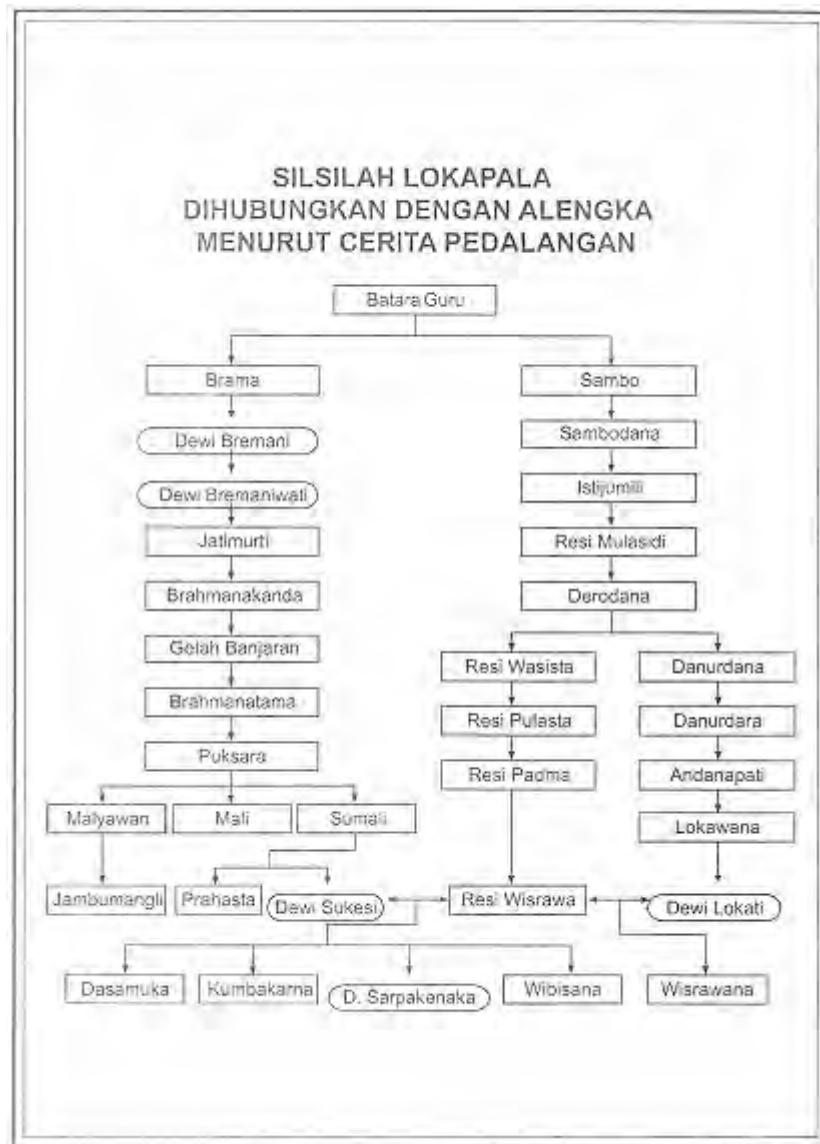 SILSILAH LOKAPALA
DIHUBUNGKAN DENGAN ALENGKA
MENURUT CERITA PEDALANGAN
Batara Guru
Brama
Sambo
Dewi Bremani
Sambodana
Dewi Bremaniwati
Istijumili
Jatimurti
Resi Mulasidi
Brahmanakanda
Derodana
Gelah Banjaran
Resi Wasista
Danurdana
Brahmanatama
Resi Pulasta
Danurdara
Puksara
Resi Padma
Andanapati
Malyawan
Mali
Sumali
Lokawana
Jambumangli
Prahasta
Dewi Sukesi
Resi Wisrawa
Dewi Lokati
Dasamuka
Kumbakarna
D. Sarpakenaka
Wibisana
Wisrawana